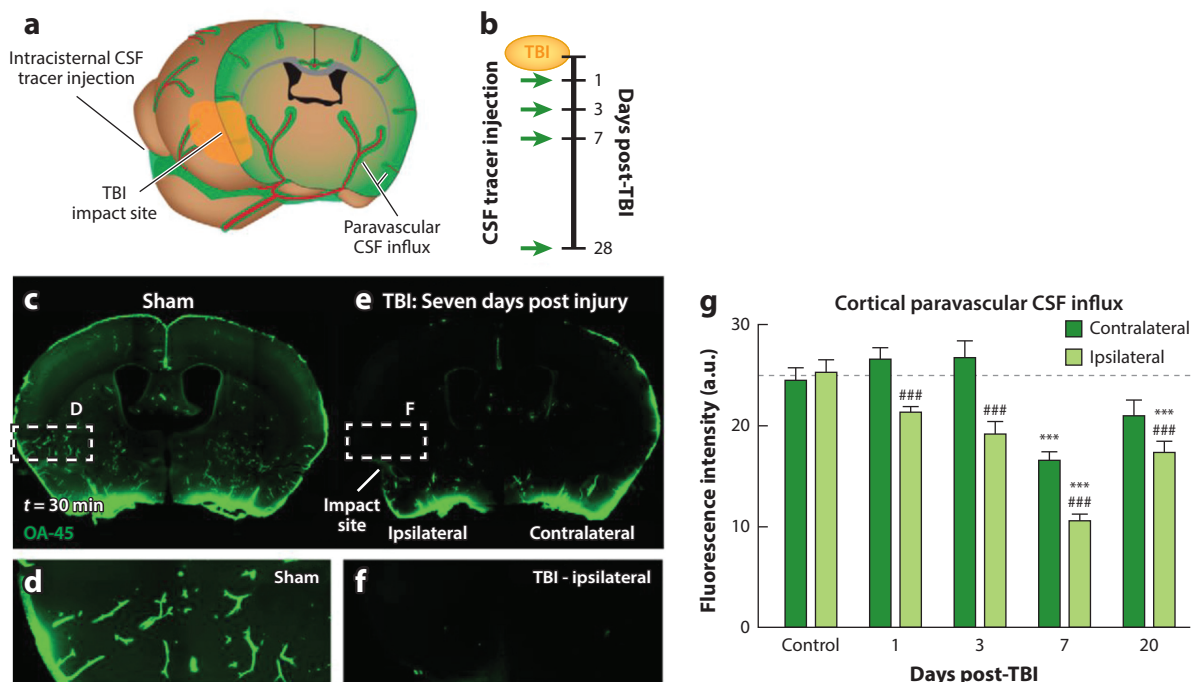 a
Intracisternal CSF
tracer injection
TBI
impact site
Paravascular
CSF influx
b
TBI
CSF tracer injection
1
3
7
28
Days post-TBI
c
Sham
D
t = 30 min
OA-45
e
TBI: Seven days post injury
F
Impact
site
Ipsilateral
Contralateral
d
Sham
f
TBI - ipsilateral
g
Cortical paravascular CSF influx
Contralateral
Ipsilateral
Fluorescence intensity (a.u.)
30
20
10
0
###
###
***
***
###
***
###
Control
1
3
7
20
Days post-TBI